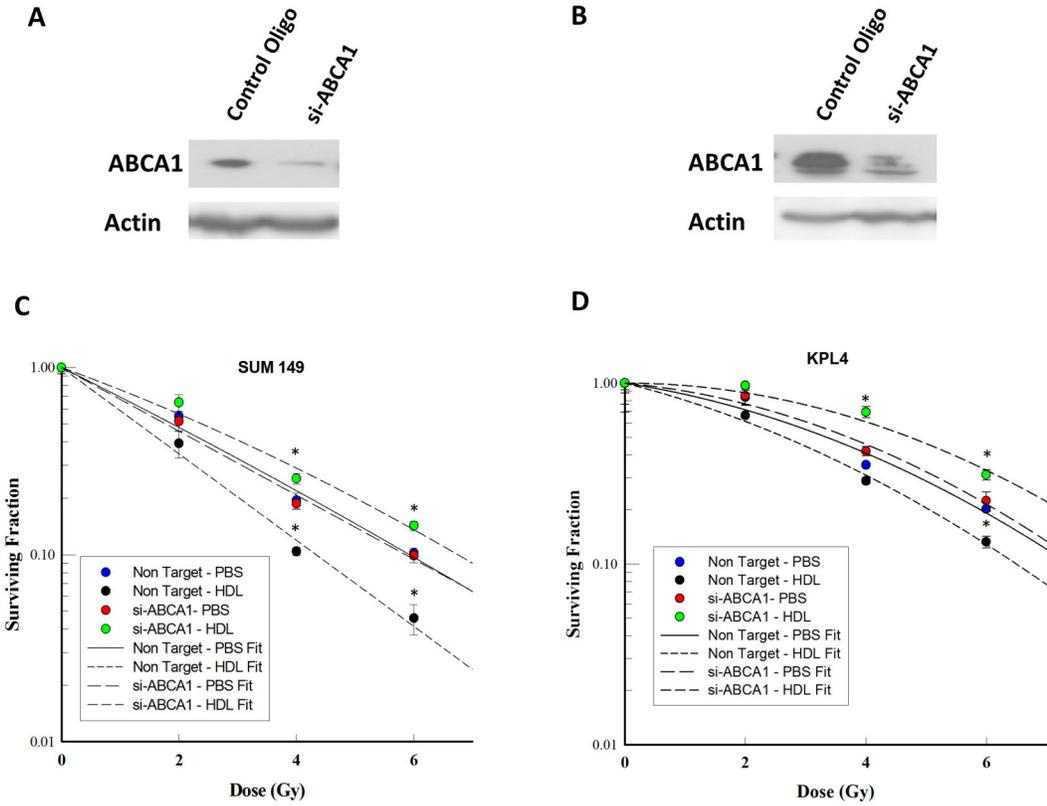 A
Control Oligo
si-ABCA1
ABCA1
Actin
B
Control Oligo
si-ABCA1
ABCA1
Actin
C
SUM 149
1.00
0.10
0.01
Surviving Fraction
*
*
*
*
Non Target - PBS
Non Target - HDL
si-ABCA1- PBS
si-ABCA1 - HDL
Non Target - PBS Fit
Non Target - HDL Fit
si-ABCA1 - PBS Fit
si-ABCA1 - HDL Fit
0 2 4 6
Dose (Gy)
D
KPL4
1.00
0.10
0.01
Surviving Fraction
*
*
*
Non Target - PBS
Non Target - HDL
si-ABCA1- PBS
si-ABCA1 - HDL
Non Target - PBS Fit
Non Target - HDL Fit
si-ABCA1 - PBS Fit
si-ABCA1 - HDL Fit
0 2 4 6
Dose (Gy)